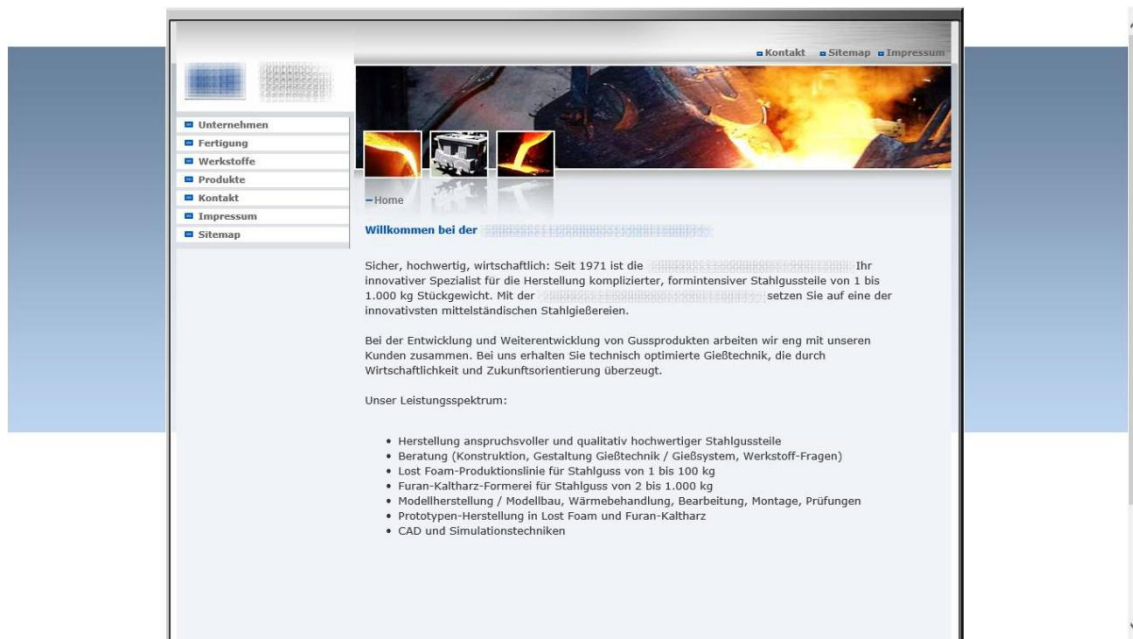 Kontakt Sitemap Impressum
Unternehmen
Fertigung
Werkstoffe
Produkte
Kontakt
Impressum
Sitemap
Home
Willkommen bei der
Sicher, hochwertig, wirtschaftlich: Seit 1971 ist die Ihr
innovativer Spezialist für die Herstellung komplizierter, formintensiver Stahlgussteile von 1 bis
1.000 kg Stückgewicht. Mit der setzen Sie auf eine der
innovativsten mittelständischen Stahlgießereien.
Bei der Entwicklung und Weiterentwicklung von Gussprodukten arbeiten wir eng mit unseren
Kunden zusammen. Bei uns erhalten Sie technisch optimierte Gießtechnik, die durch
Wirtschaftlichkeit und Zukunftsorientierung überzeugt.
Unser Leistungsspektrum:
• Herstellung anspruchsvoller und qualitativ hochwertiger Stahlgussteile
• Beratung (Konstruktion, Gestaltung Gießtechnik / Gießsystem, Werkstoff-Fragen)
• Lost Foam-Produktionslinie für Stahlguss von 1 bis 100 kg
• Furan-Kaltharz-Formerei für Stahlguss von 2 bis 1.000 kg
• Modellherstellung / Modellbau, Wärmebehandlung, Bearbeitung, Montage, Prüfungen
• Prototypen-Herstellung in Lost Foam und Furan-Kaltharz
• CAD und Simulationstechniken